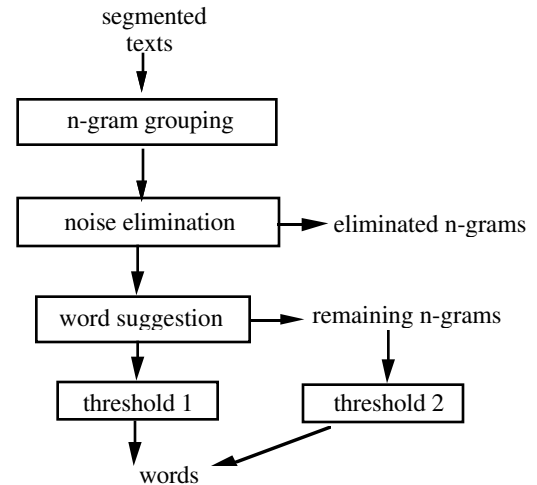 segmented
texts
n-gram grouping
noise elimination
eliminated n-grams
word suggestion
remaining n-grams
threshold 1
threshold 2
words